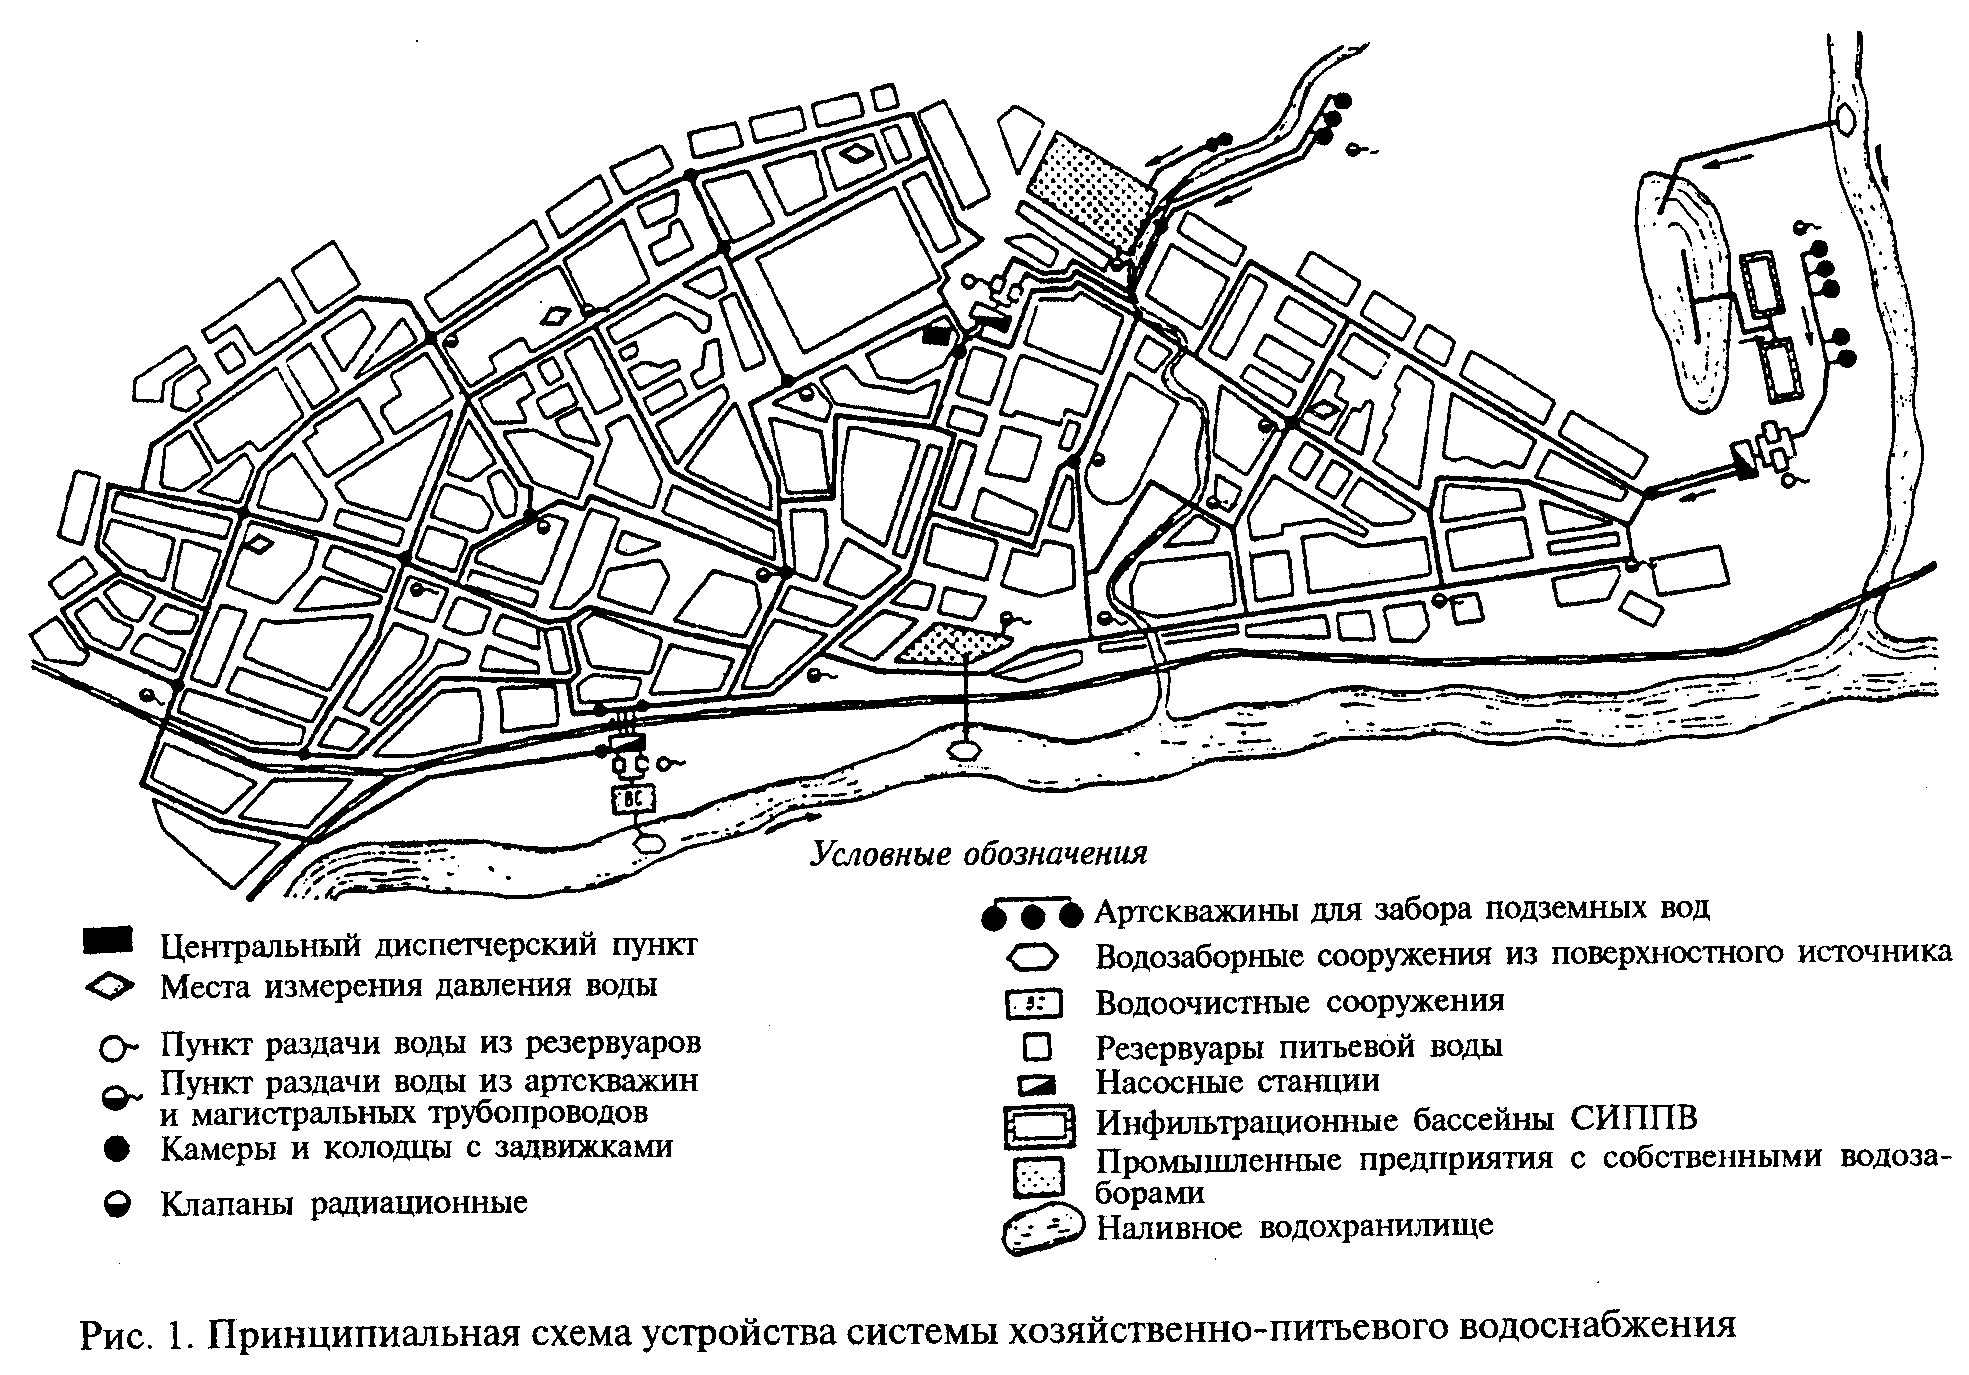 ВС
Условные обозначения
Центральный диспетчерский пункт
Места измерения давления воды
Пункт раздачи воды из резервуаров
Пункт раздачи воды из артскважин
и магистральных трубопроводов
Камеры и колодцы с задвижками
Клапаны радиационные
Артскважины для забора подземных вод
Водозаборные сооружения из поверхностного источника
Водоочистные сооружения
Резервуары питьевой воды
Насосные станции
Инфильтрационные бассейны СИППВ
Промышленные предприятия с собственными водоза-
борами
Наливное водохранилище
Рис. 1. Принципиальная схема устройства системы хозяйственно-питьевого водоснабжения